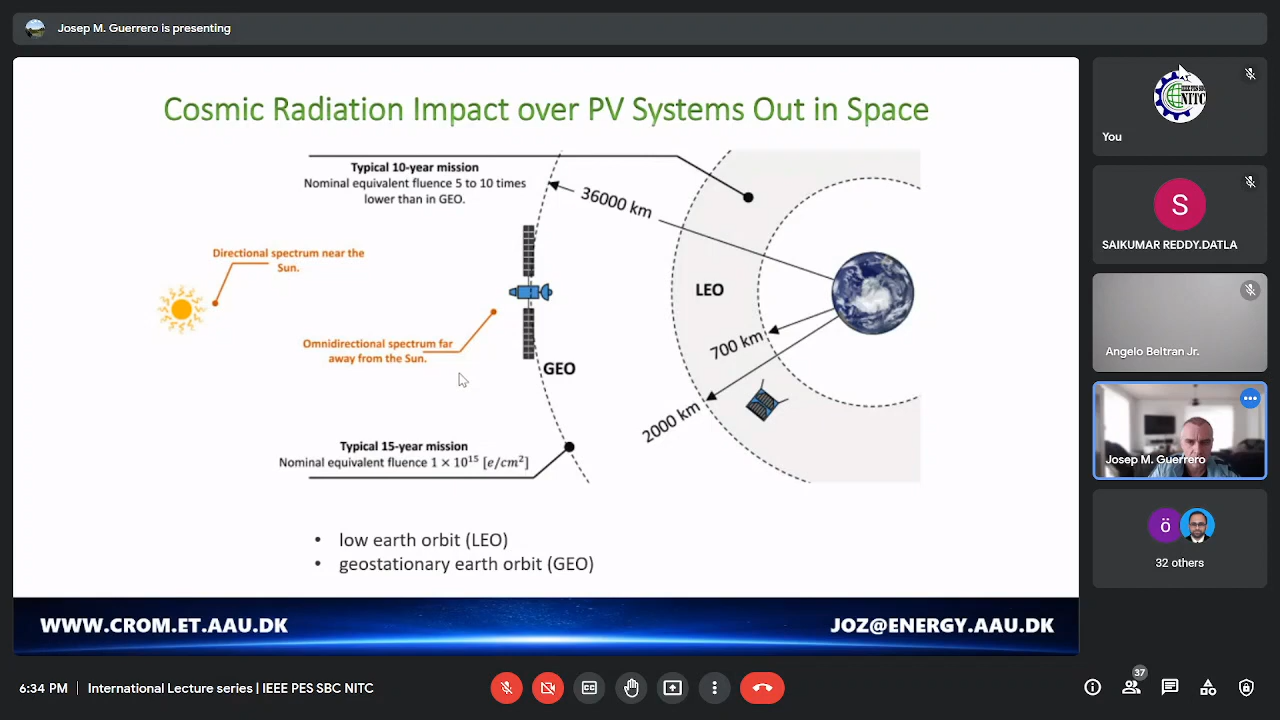 Josep M. Guerrero is presenting
Cosmic Radiation Impact over PV Systems Out in Space
Typical 10-year mission
Nominal equivalent fluence 5 to 10 times
lower than in GEO.
36000 km
Directional spectrum near the
Sun.
LEO
Omnidirectional spectrum far
away from the Sun.
700 km
GEO
2000 km
Typical 15-year mission
Nominal equivalent fluence 1 × 10¹⁵ [e/cm²]
• low earth orbit (LEO)
• geostationary earth orbit (GEO)
WWW.CROM.ET.AAU.DK
JOZ@ENERGY.AAU.DK
NITC
You
S
SAIKUMAR REDDY.DATLA
Angelo Beltran Jr.
Josep M. Guerrero
ö
32 others
6:34 PM | International Lecture series | IEEE PES SBC NITC
37